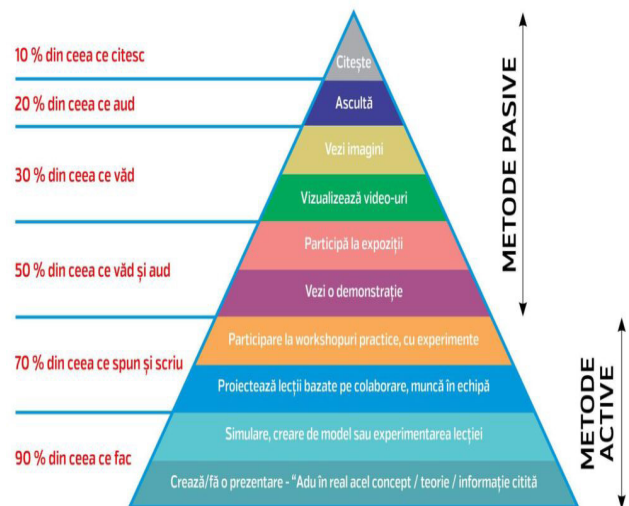 10 % din ceea ce citesc
Citește
20 % din ceea ce aud
Ascultă
30 % din ceea ce văd
Vezi imagini
Vizualizează video-uri
50 % din ceea ce văd și aud
Participă la expoziții
Vezi o demonstrație
METODE PASIVE
70 % din ceea ce spun și scriu
Participare la workshopuri practice, cu experimente
Proiectează lecții bazate pe colaborare, muncă în echipă
90 % din ceea ce fac
Simulare, creare de model sau experimentarea lecției
Crează/fă o prezentare - “Adu în real acel concept / teorie / informație citită
METODE
ACTIVE